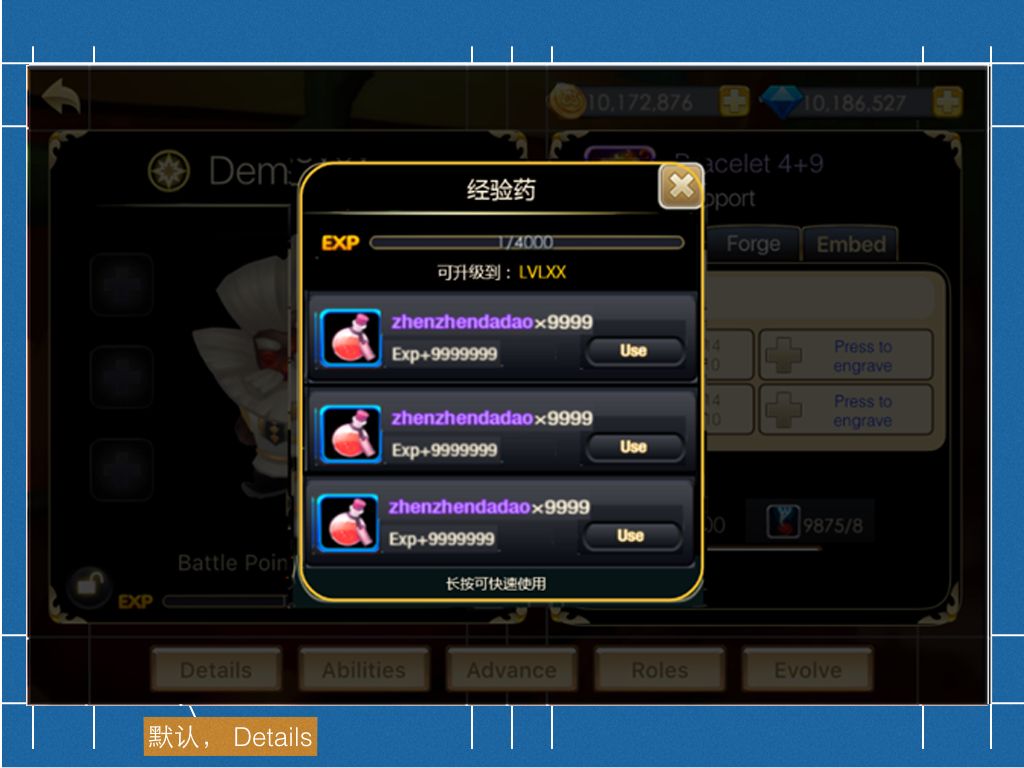 10,172,876
10,186,527
经验药
Bracelet 4+9
EXP 1/4000
可升级到：LVLXX
Forge
Embed
zhenzhendadao×9999
Exp+9999999
Use
zhenzhendadao×9999
Exp+9999999
Use
zhenzhendadao×9999
Exp+9999999
Use
长按可快速使用
Press to
engrave
Press to
engrave
9875/8
Battle Poin
EXP
Details
Abilities
Advance
Roles
Evolve
默认， Details